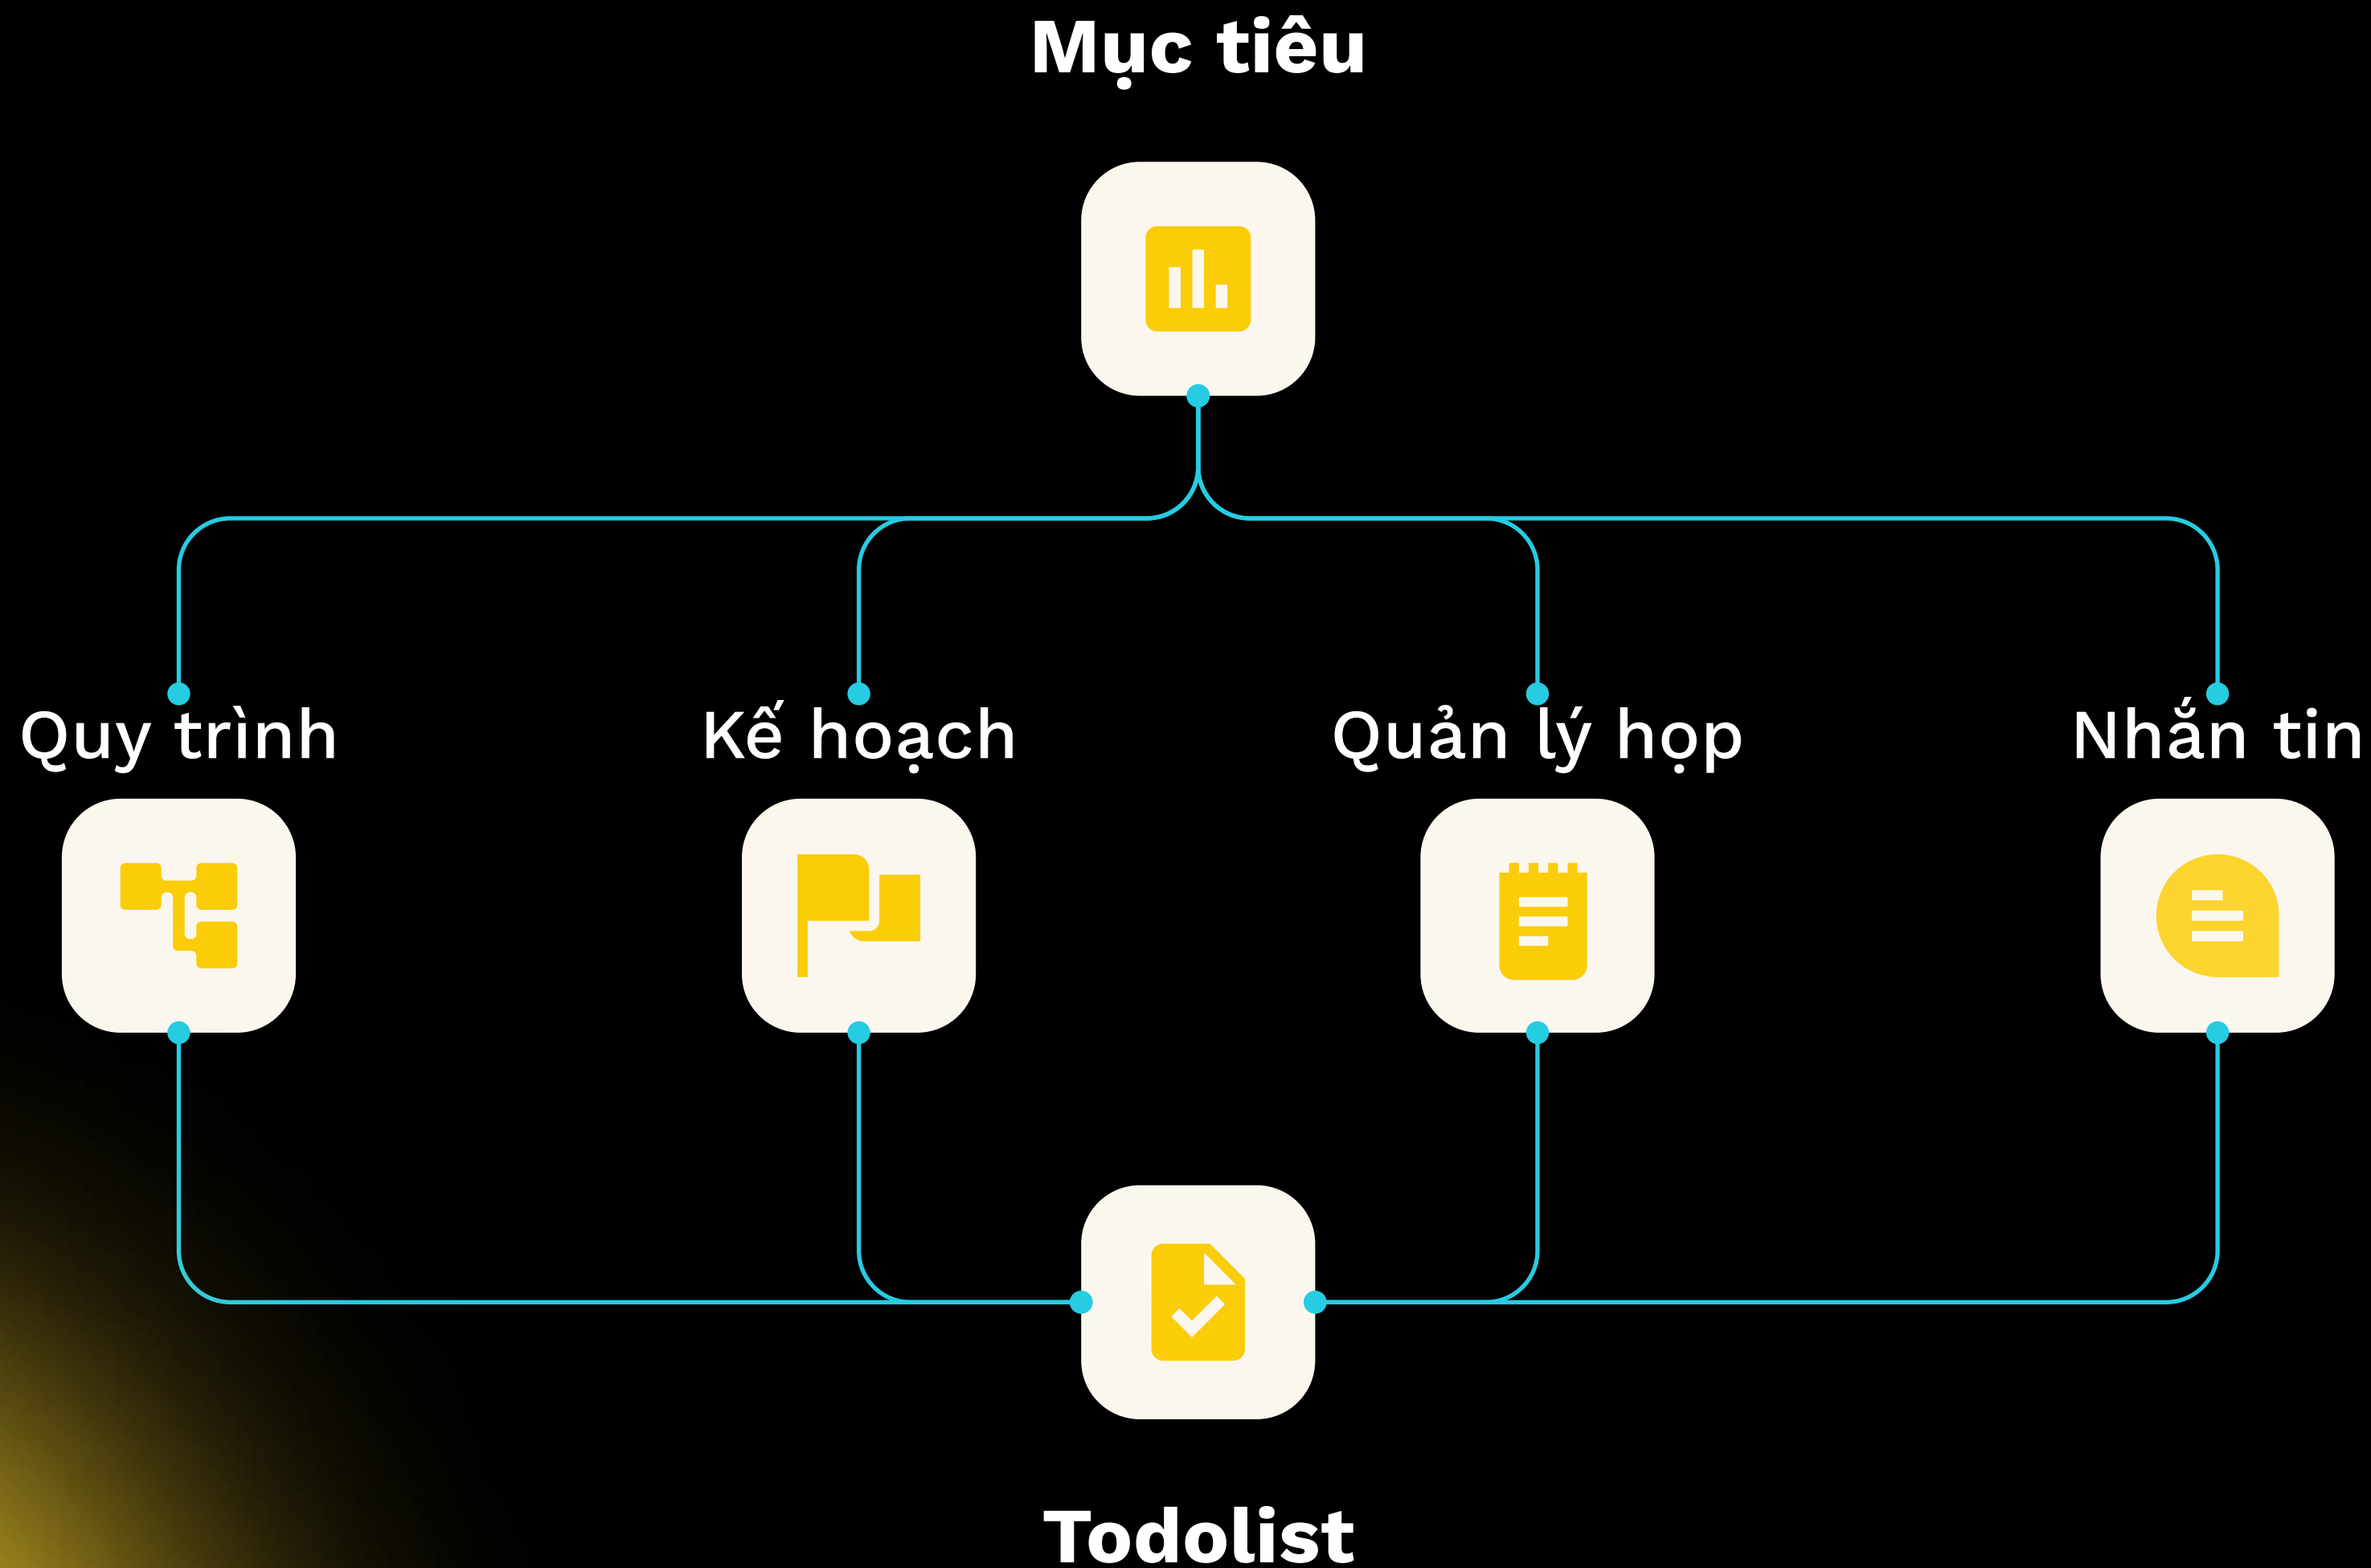 Mục tiêu
Quy trình
Kế hoạch
Quản lý họp
Nhắn tin
Todolist